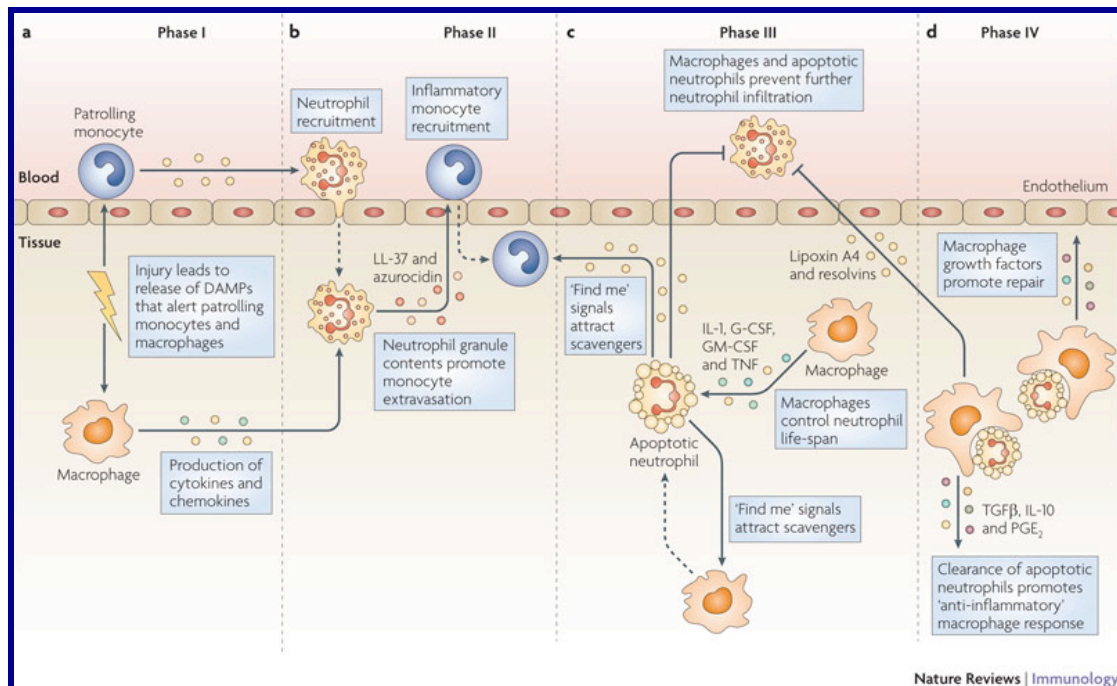 a
Phase I
b
Phase II
c
Phase III
d
Phase IV
Patrolling
monocyte
Neutrophil
recruitment
Inflammatory
monocyte
recruitment
Macrophages and apoptotic
neutrophils prevent further
neutrophil infiltration
Blood
Endothelium
Tissue
Injury leads to
release of DAMPs
that alert patrolling
monocytes and
macrophages
Macrophage
Production of
cytokines and
chemokines
LL-37 and
azurocidin
Neutrophil granule
contents promote
monocyte
extravasation
'Find me'
signals
attract
scavengers
Apoptotic
neutrophil
IL-1, G-CSF,
GM-CSF
and TNF
Lipoxin A4
and resolvins
Macrophage
Macrophages
control neutrophil
life-span
'Find me' signals
attract scavengers
Macrophage
growth factors
promote repair
TGFβ, IL-10
and PGE₂
Clearance of apoptotic
neutrophils promotes
'anti-inflammatory'
macrophage response
Nature Reviews | Immunology